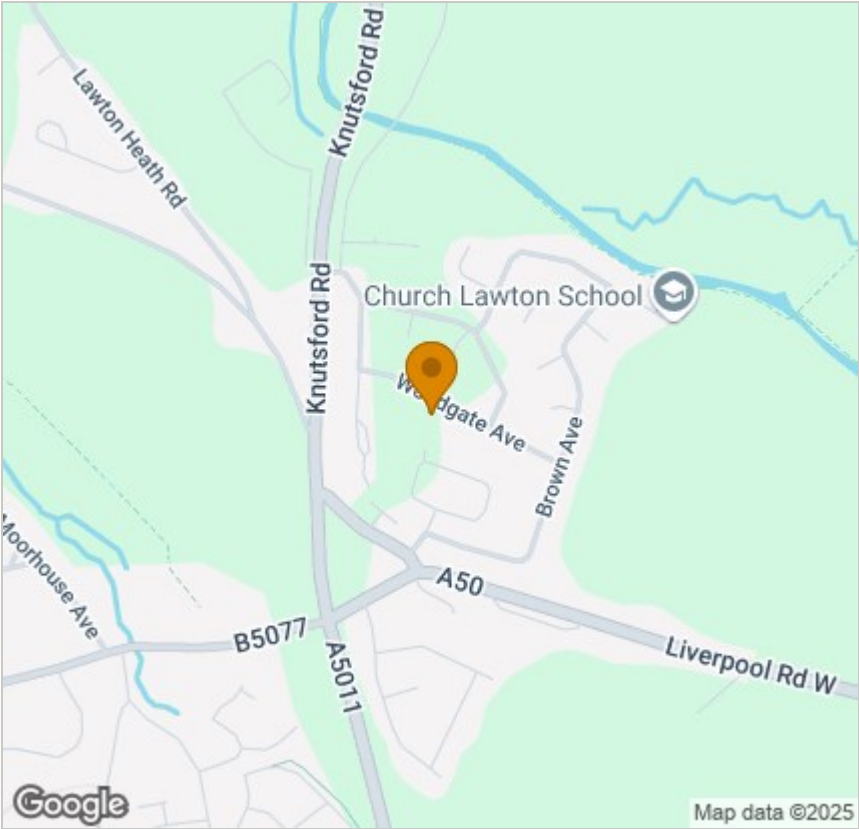 Knutsford Rd
Lawton Heath Rd
Knutsford Rd
Church Lawton School
Woodgate Ave
Brown Ave
Moorhouse Ave
A50
B5077
A5011
Liverpool Rd W
Google
Map data ©2025